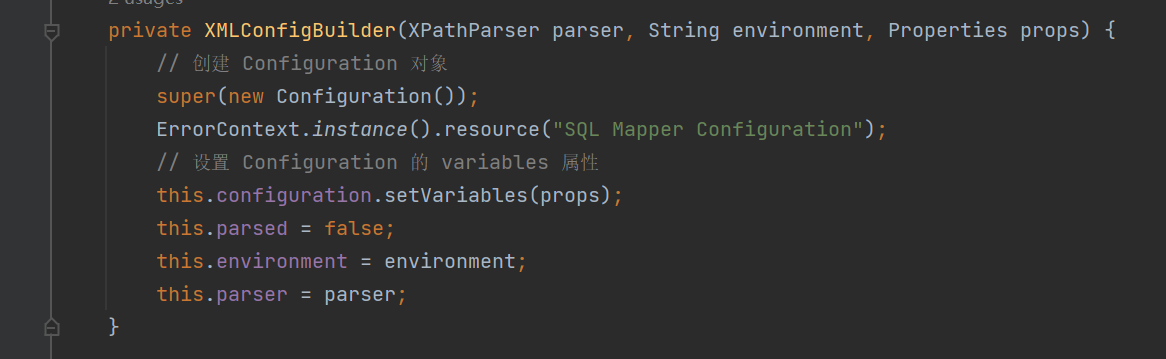 2 usages
private XMLConfigBuilder(XPathParser parser, String environment, Properties props) {
// 创建 Configuration 对象
super(new Configuration());
ErrorContext.instance().resource("SQL Mapper Configuration");
// 设置 Configuration 的 variables 属性
this.configuration.setVariables(props);
this.parsed = false;
this.environment = environment;
this.parser = parser;
}